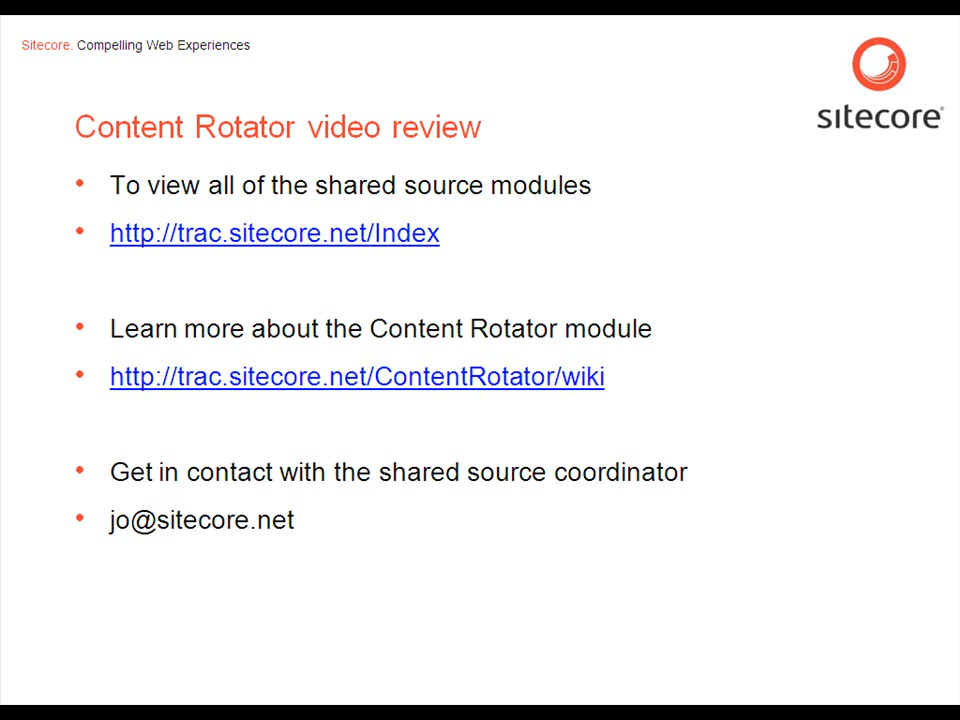 Sitecore. Compelling Web Experiences
sitecore®
Content Rotator video review
• To view all of the shared source modules
• http://trac.sitecore.net/Index
• Learn more about the Content Rotator module
• http://trac.sitecore.net/ContentRotator/wiki
• Get in contact with the shared source coordinator
• jo@sitecore.net